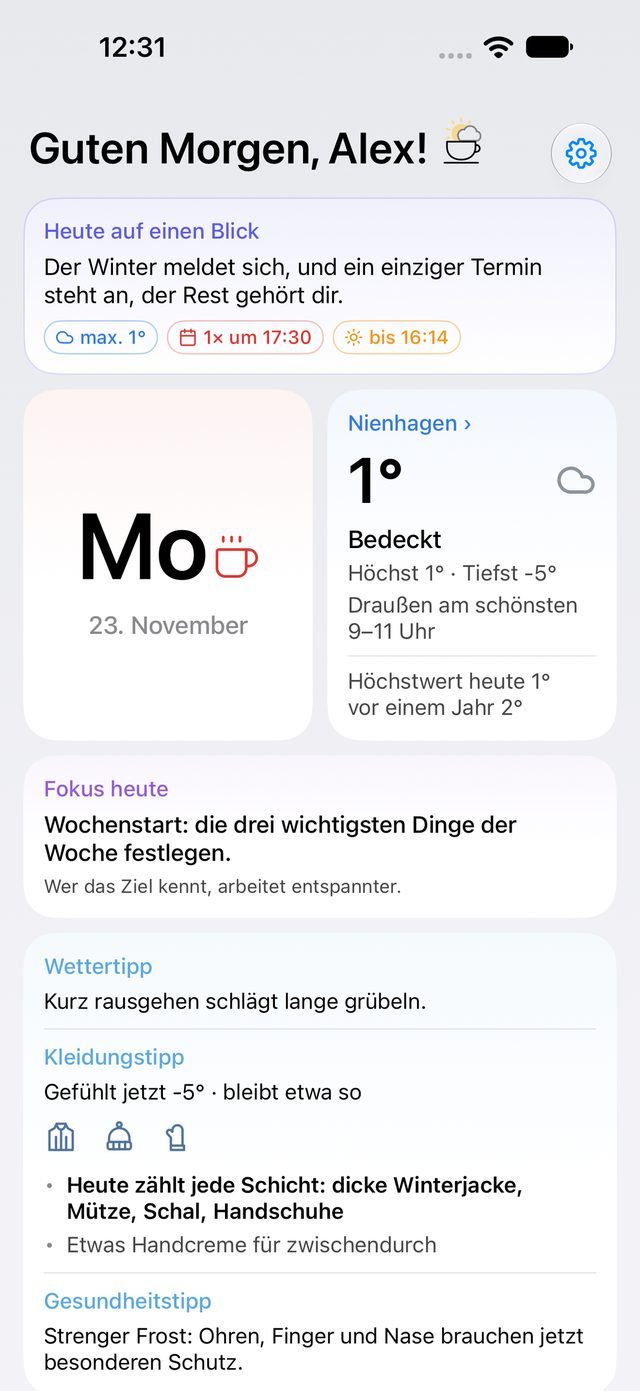 12:31
Guten Morgen, Alex!
Heute auf einen Blick
Der Winter meldet sich, und ein einziger Termin
steht an, der Rest gehört dir.
max. 1° 1× um 17:30 bis 16:14
Mo
23. November
Nienhagen ›
1°
Bedeckt
Höchst 1° · Tiefst -5°
Draußen am schönsten
9–11 Uhr
Höchstwert heute 1°
vor einem Jahr 2°
Fokus heute
Wochenstart: die drei wichtigsten Dinge der
Woche festlegen.
Wer das Ziel kennt, arbeitet entspannter.
Wettertipp
Kurz rausgehen schlägt lange grübeln.
Kleidungstipp
Gefühlt jetzt -5° · bleibt etwa so
• Heute zählt jede Schicht: dicke Winterjacke,
Mütze, Schal, Handschuhe
• Etwas Handcreme für zwischendurch
Gesundheitstipp
Strenger Frost: Ohren, Finger und Nase brauchen jetzt
besonderen Schutz.